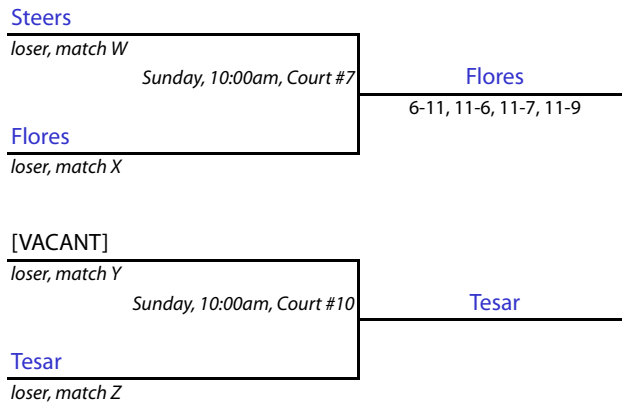 Steers
loser, match W
Sunday, 10:00am, Court #7
Flores
6-11, 11-6, 11-7, 11-9
Flores
loser, match X
[VACANT]
loser, match Y
Sunday, 10:00am, Court #10
Tesar
Tesar
loser, match Z